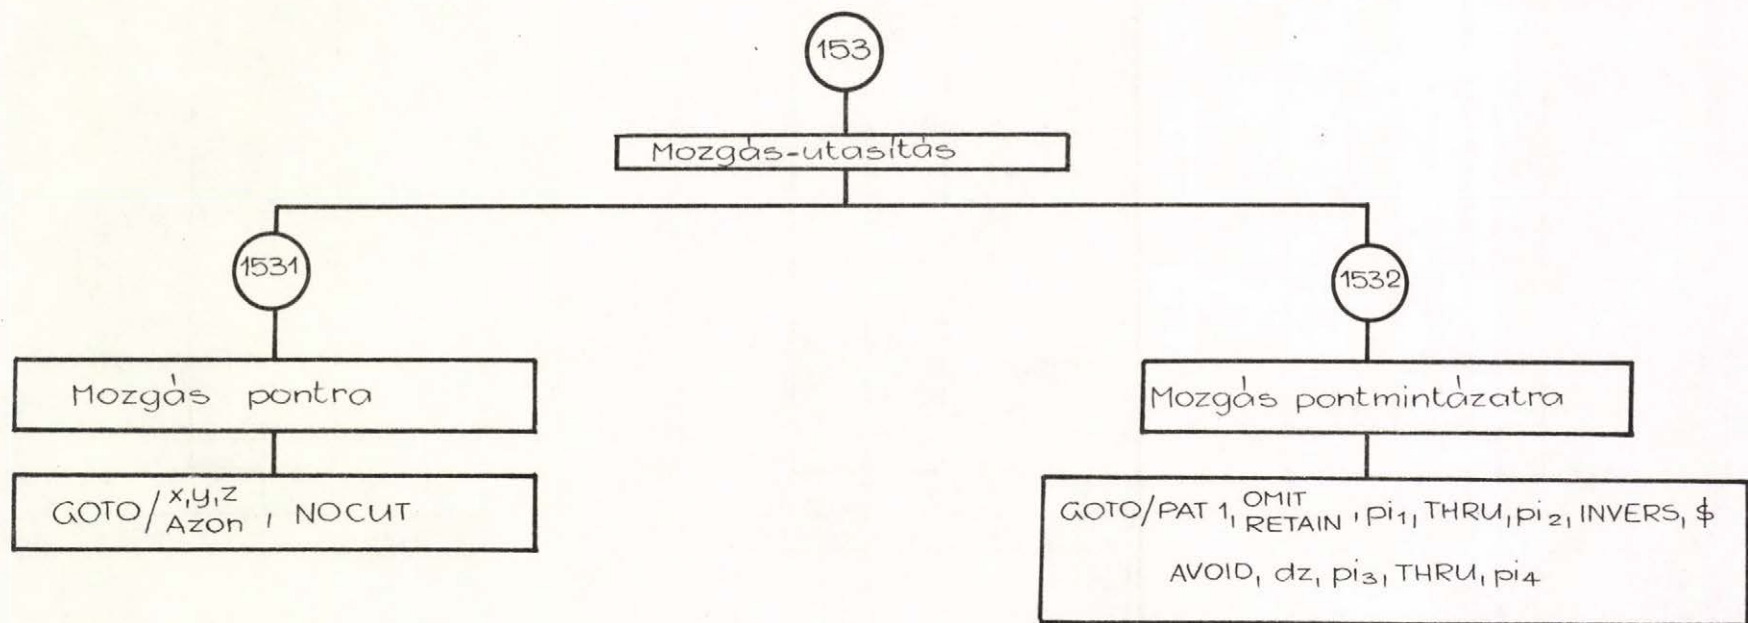 153
Mozgás-utasítás
1531
1532
Mozgás pontra
Mozgás pontmintázatra
GOTO/ x,y,z
Azon , NOCUT
GOTO/PAT 1, OMIT
RETAIN , pi1, THRU, pi2, INVERS, $
AVOID, dz, pi3, THRU, pi4